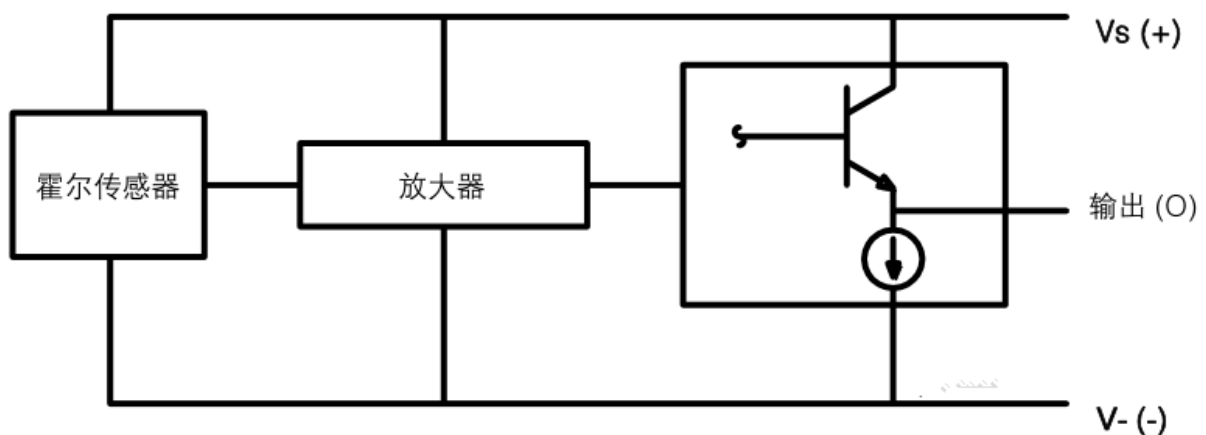 Vs (+)
霍尔传感器
放大器
输出 (O)
V- (-)